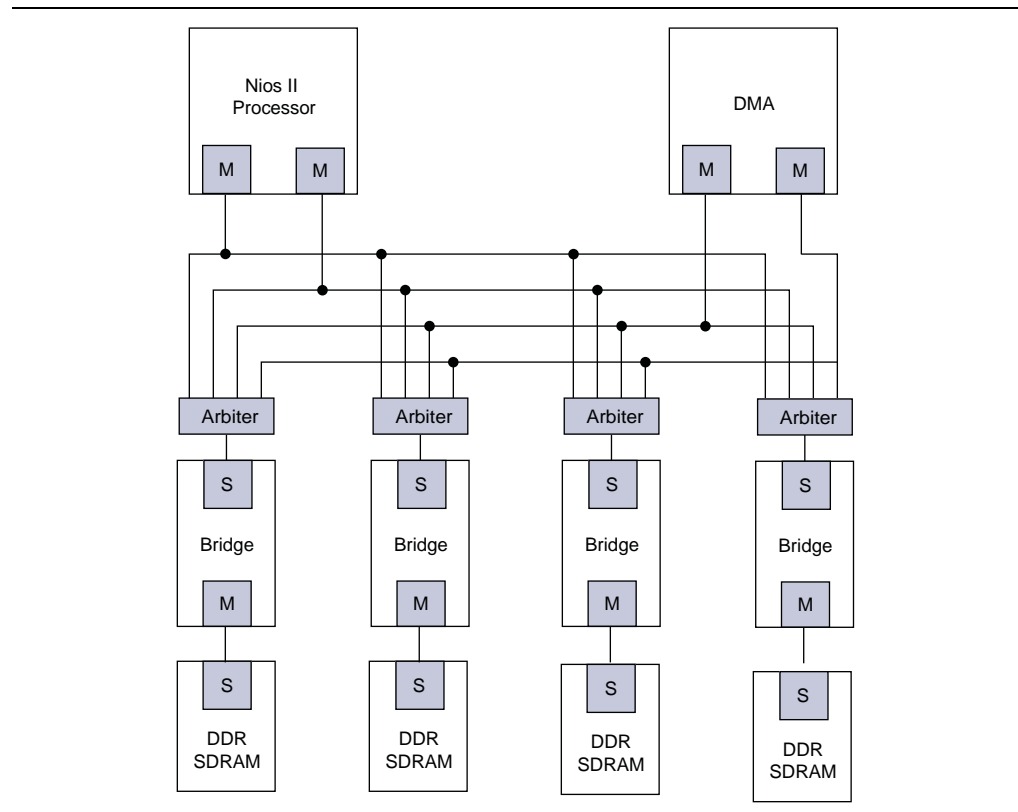 Nios II
Processor
DMA
M
M
M
M
Arbiter
Arbiter
Arbiter
Arbiter
S
S
S
S
Bridge
Bridge
Bridge
Bridge
M
M
M
M
S
S
S
S
DDR
SDRAM
DDR
SDRAM
DDR
SDRAM
DDR
SDRAM